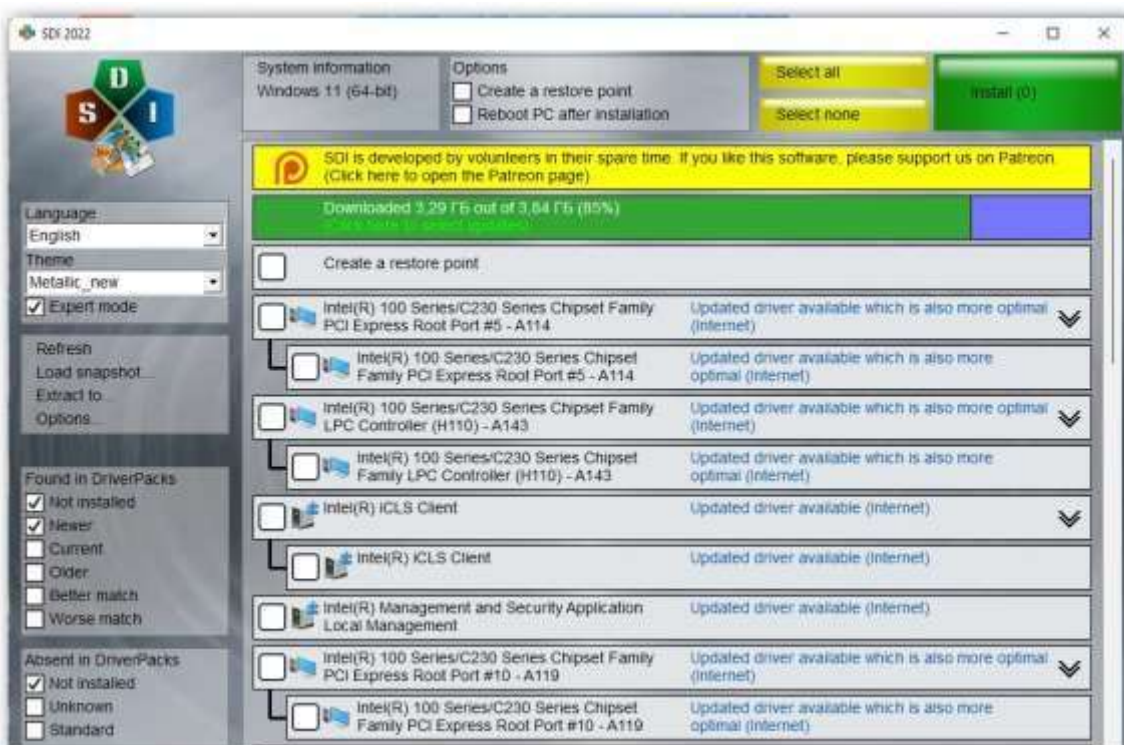 SDI 2022
D
S I
System Information
Windows 11 (64-bit)
Options
Create a restore point
Reboot PC after installation
Select all
Select none
Install (0)
SDI is developed by volunteers in their spare time. If you like this software, please support us on Patreon.
(Click here to open the Patreon page)
Downloaded 3,29 ГБ out of 3,84 ГБ (85%)
(Click here to select updates)
Language
English
Theme
Metallic_new
Expert mode
Refresh
Load snapshot...
Extract to...
Options...
Found in DriverPacks
Not installed
Newer
Current
Older
Better match
Worse match
Absent in DriverPacks
Not installed
Unknown
Standard
Create a restore point
Intel(R) 100 Series/C230 Series Chipset Family
PCI Express Root Port #5 - A114
Updated driver available which is also more optimal
(Internet)
Intel(R) 100 Series/C230 Series Chipset
Family PCI Express Root Port #5 - A114
Updated driver available which is also more
optimal (Internet)
Intel(R) 100 Series/C230 Series Chipset Family
LPC Controller (H110) - A143
Updated driver available which is also more optimal
(Internet)
Intel(R) 100 Series/C230 Series Chipset
Family LPC Controller (H110) - A143
Updated driver available which is also more
optimal (Internet)
Intel(R) iCLS Client
Updated driver available (Internet)
Intel(R) iCLS Client
Updated driver available (Internet)
Intel(R) Management and Security Application
Local Management
Updated driver available (Internet)
Intel(R) 100 Series/C230 Series Chipset Family
PCI Express Root Port #10 - A119
Updated driver available which is also more optimal
(Internet)
Intel(R) 100 Series/C230 Series Chipset
Family PCI Express Root Port #10 - A119
Updated driver available which is also more
optimal (Internet)